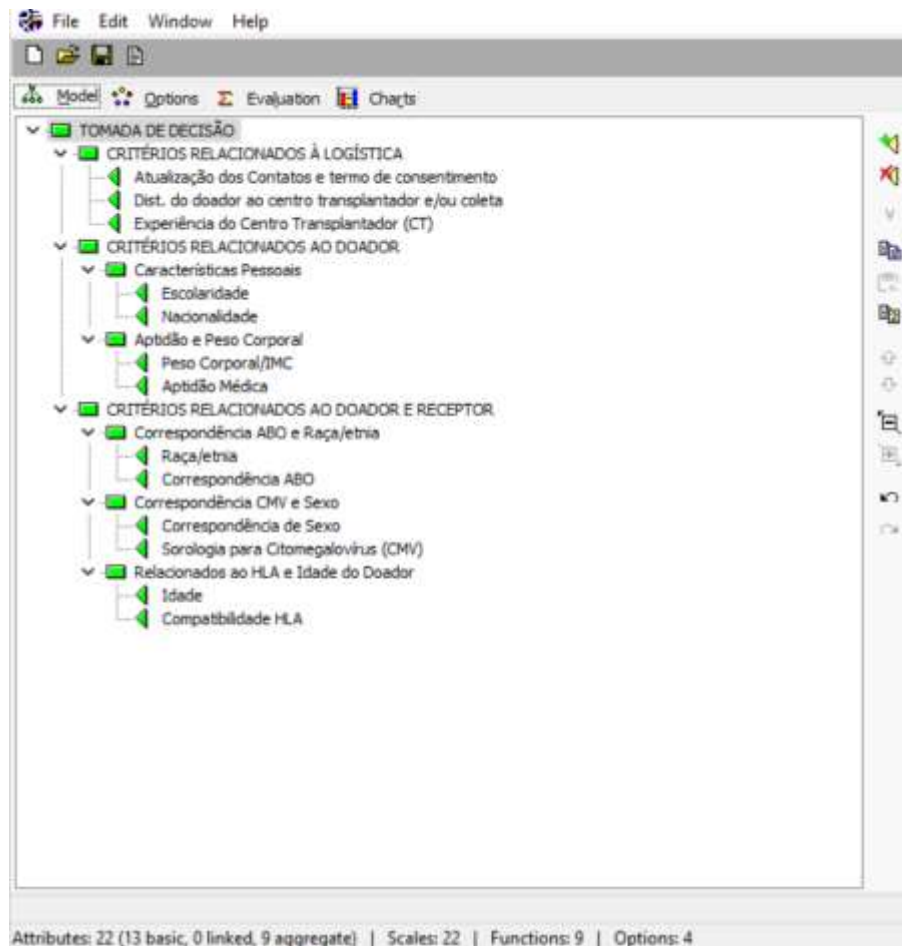 File Edit Window Help
Model Options Evaluation Charts
TOMADA DE DECISÃO
CRITÉRIOS RELACIONADOS À LOGÍSTICA
Atualização dos Contatos e termo de consentimento
Dist. do doador ao centro transplantador e/ou coleta
Experiência do Centro Transplantador (CT)
CRITÉRIOS RELACIONADOS AO DOADOR
Características Pessoais
Escolaridade
Nacionalidade
Aptidão e Peso Corporal
Peso Corporal/IMC
Aptidão Médica
CRITÉRIOS RELACIONADOS AO DOADOR E RECEPTOR
Correspondência ABO e Raça/etnia
Raça/etnia
Correspondência ABO
Correspondência CMV e Sexo
Correspondência de Sexo
Sorologia para Citomegalovírus (CMV)
Relacionados ao HLA e Idade do Doador
Idade
Compatibilidade HLA
Attributes: 22 (13 basic, 0 linked, 9 aggregate) | Scales: 22 | Functions: 9 | Options: 4